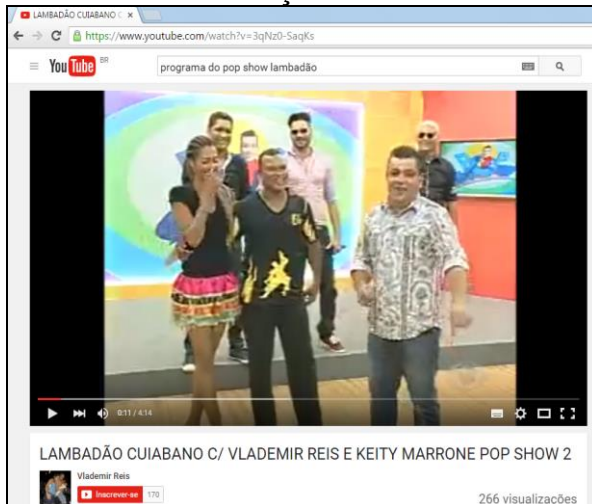 LAMBADÃO CUIABANO C
https://www.youtube.com/watch?v=3qNz0-SaqKs
YouTube BR
programa do pop show lambadão
0:11 / 4:14
LAMBADÃO CUIABANO C/ VLADEMIR REIS E KEITY MARRONE POP SHOW 2
Vlademir Reis
Inscrever-se 170
266 visualizações